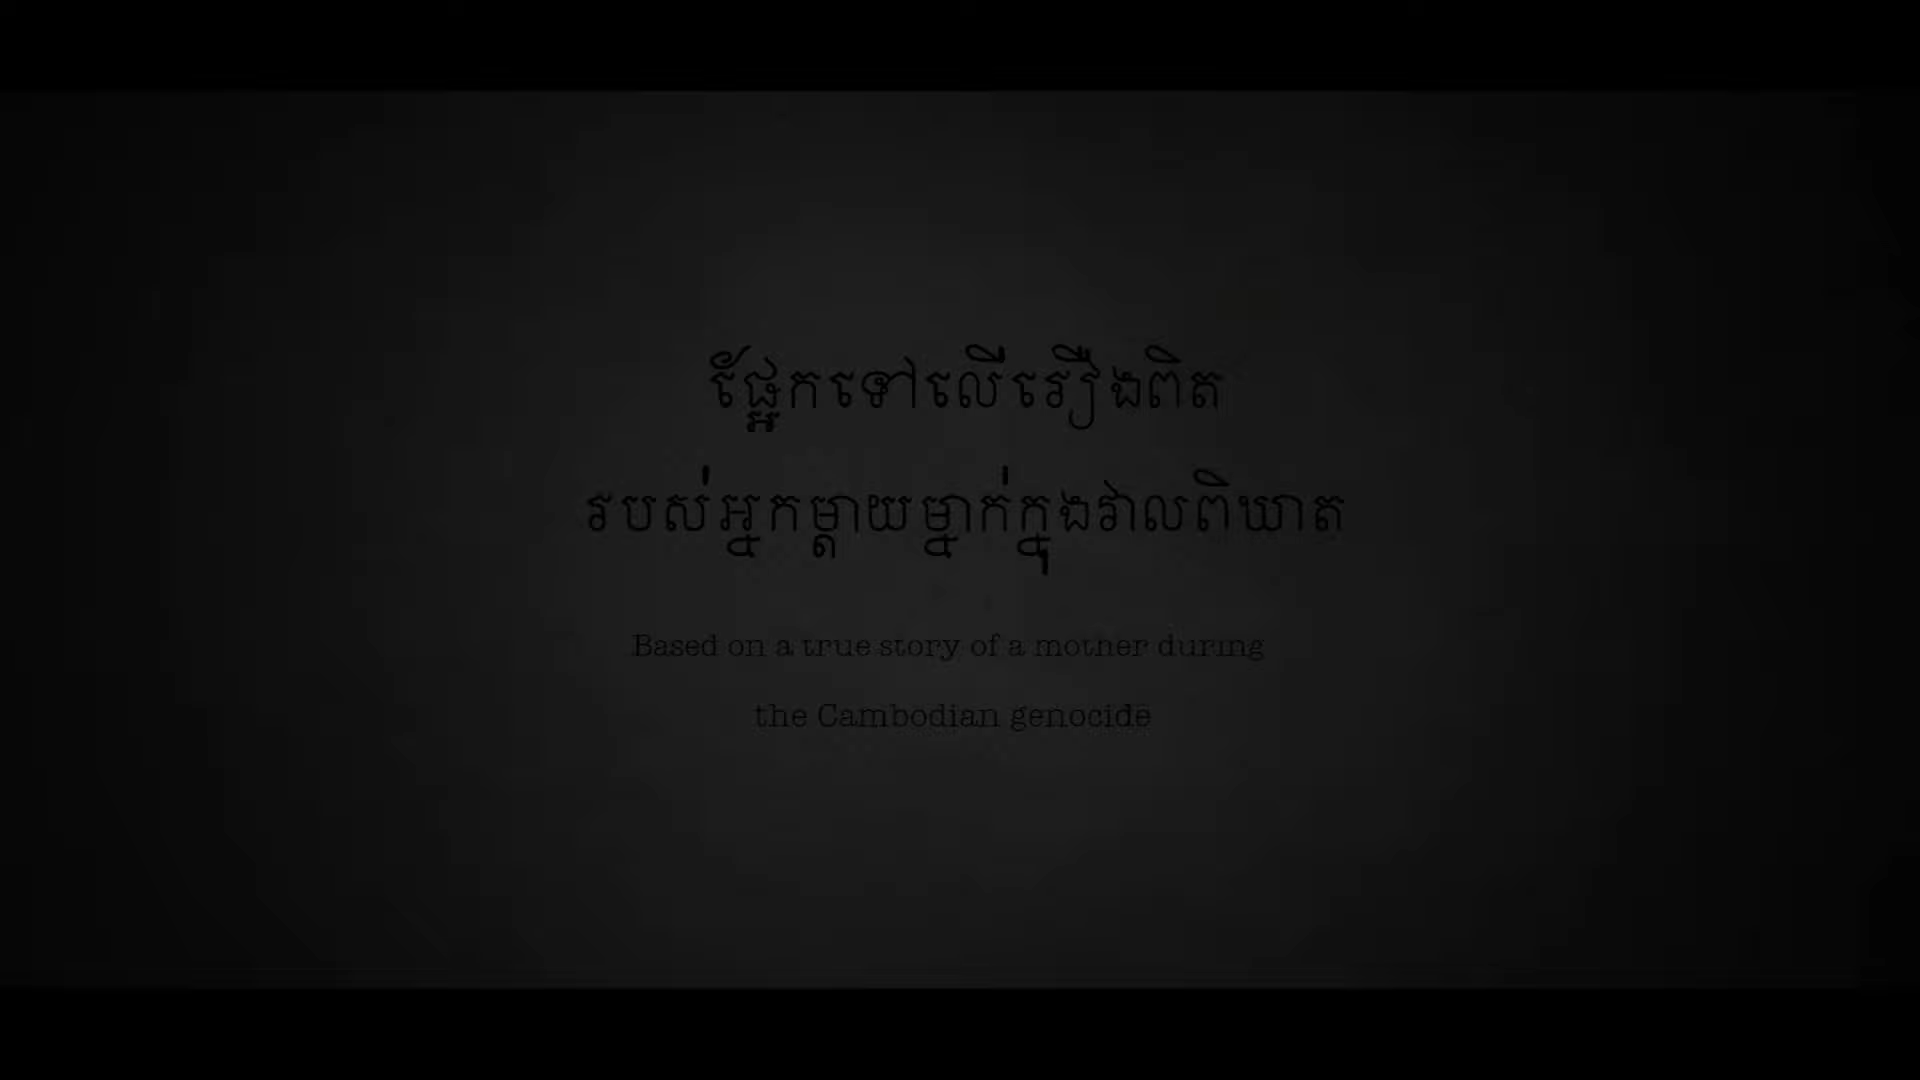 ផ្អែកទៅលើរឿងពិត
របស់អ្នកម្តាយម្នាក់ក្នុងវាលពិឃាត
Based on a true story of a mother during
the Cambodian genocide